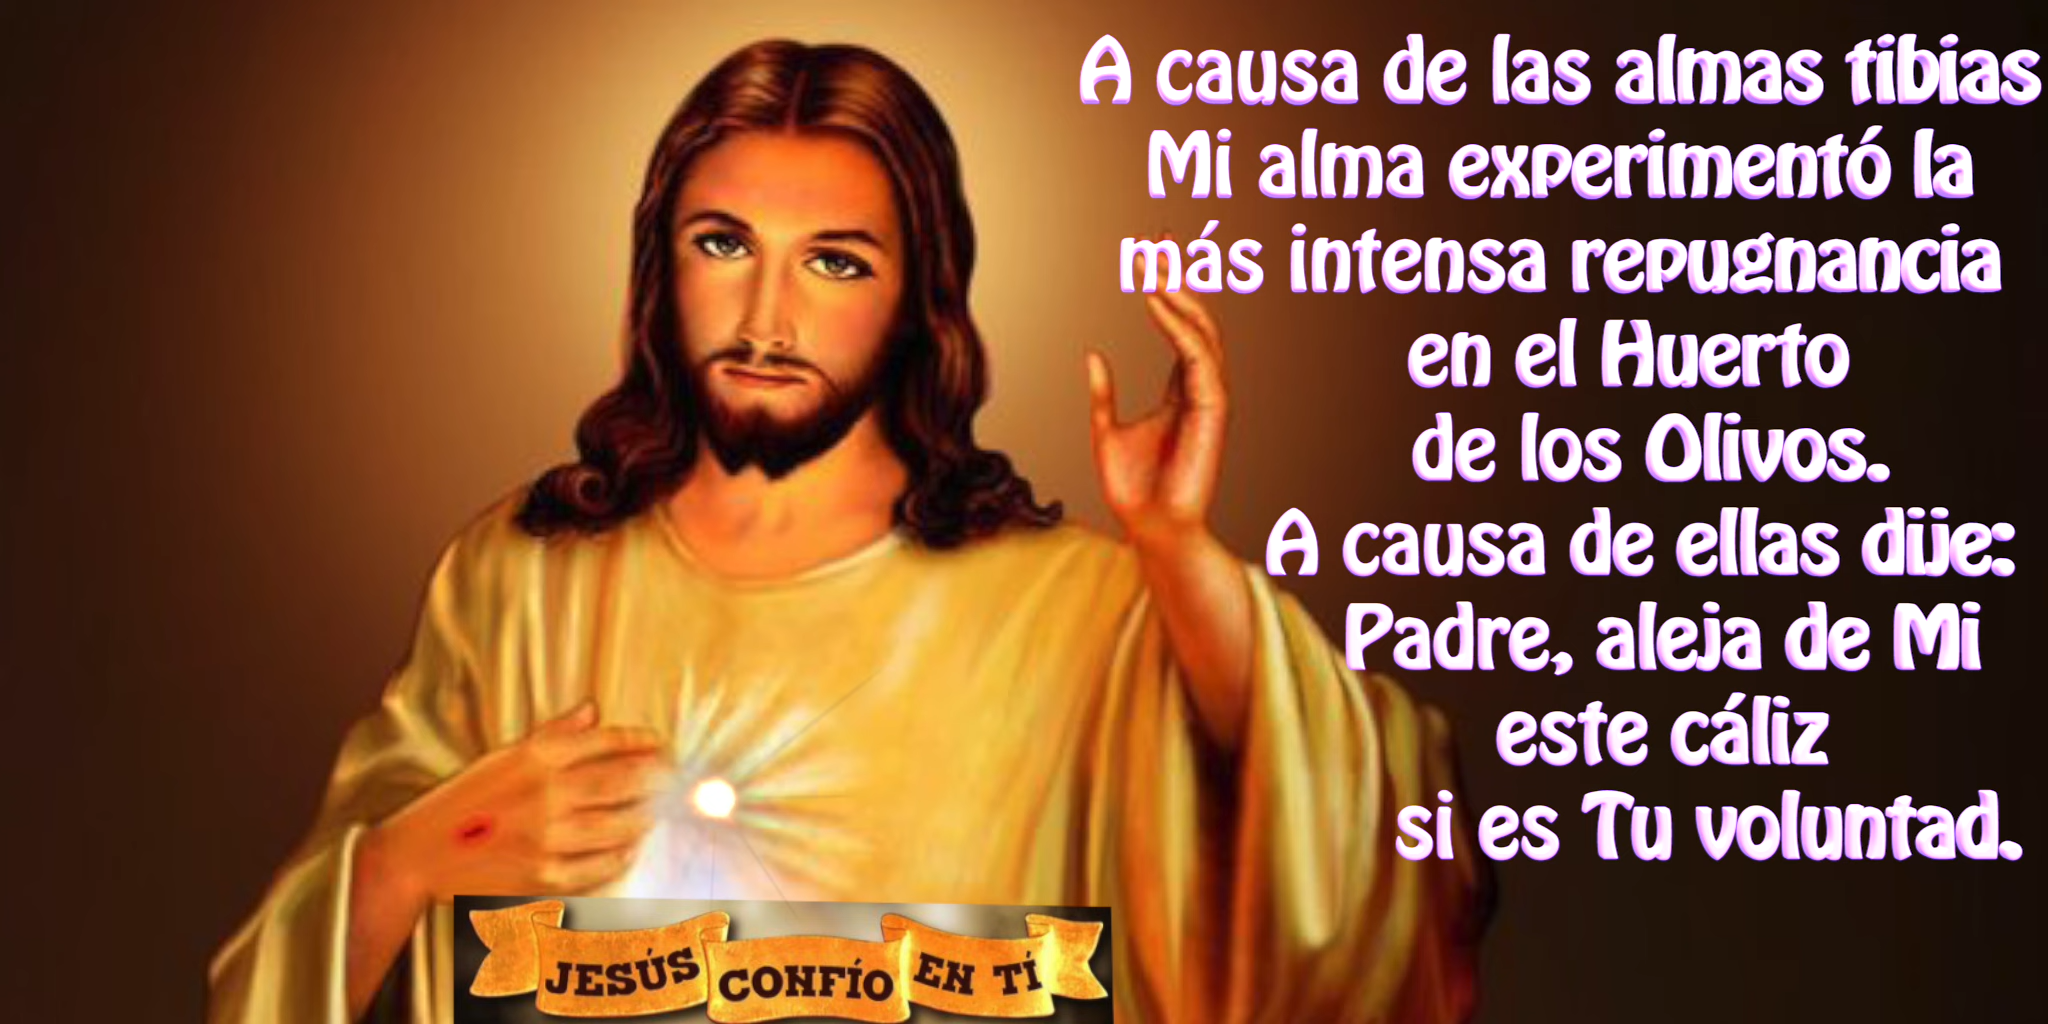 A causa de las almas tibias
Mi alma experimentó la
más intensa repugnancia
en el Huerto
de los Olivos.
A causa de ellas dije:
Padre, aleja de Mi
este cáliz
si es Tu voluntad.
JESÚS CONFÍO EN TÍ